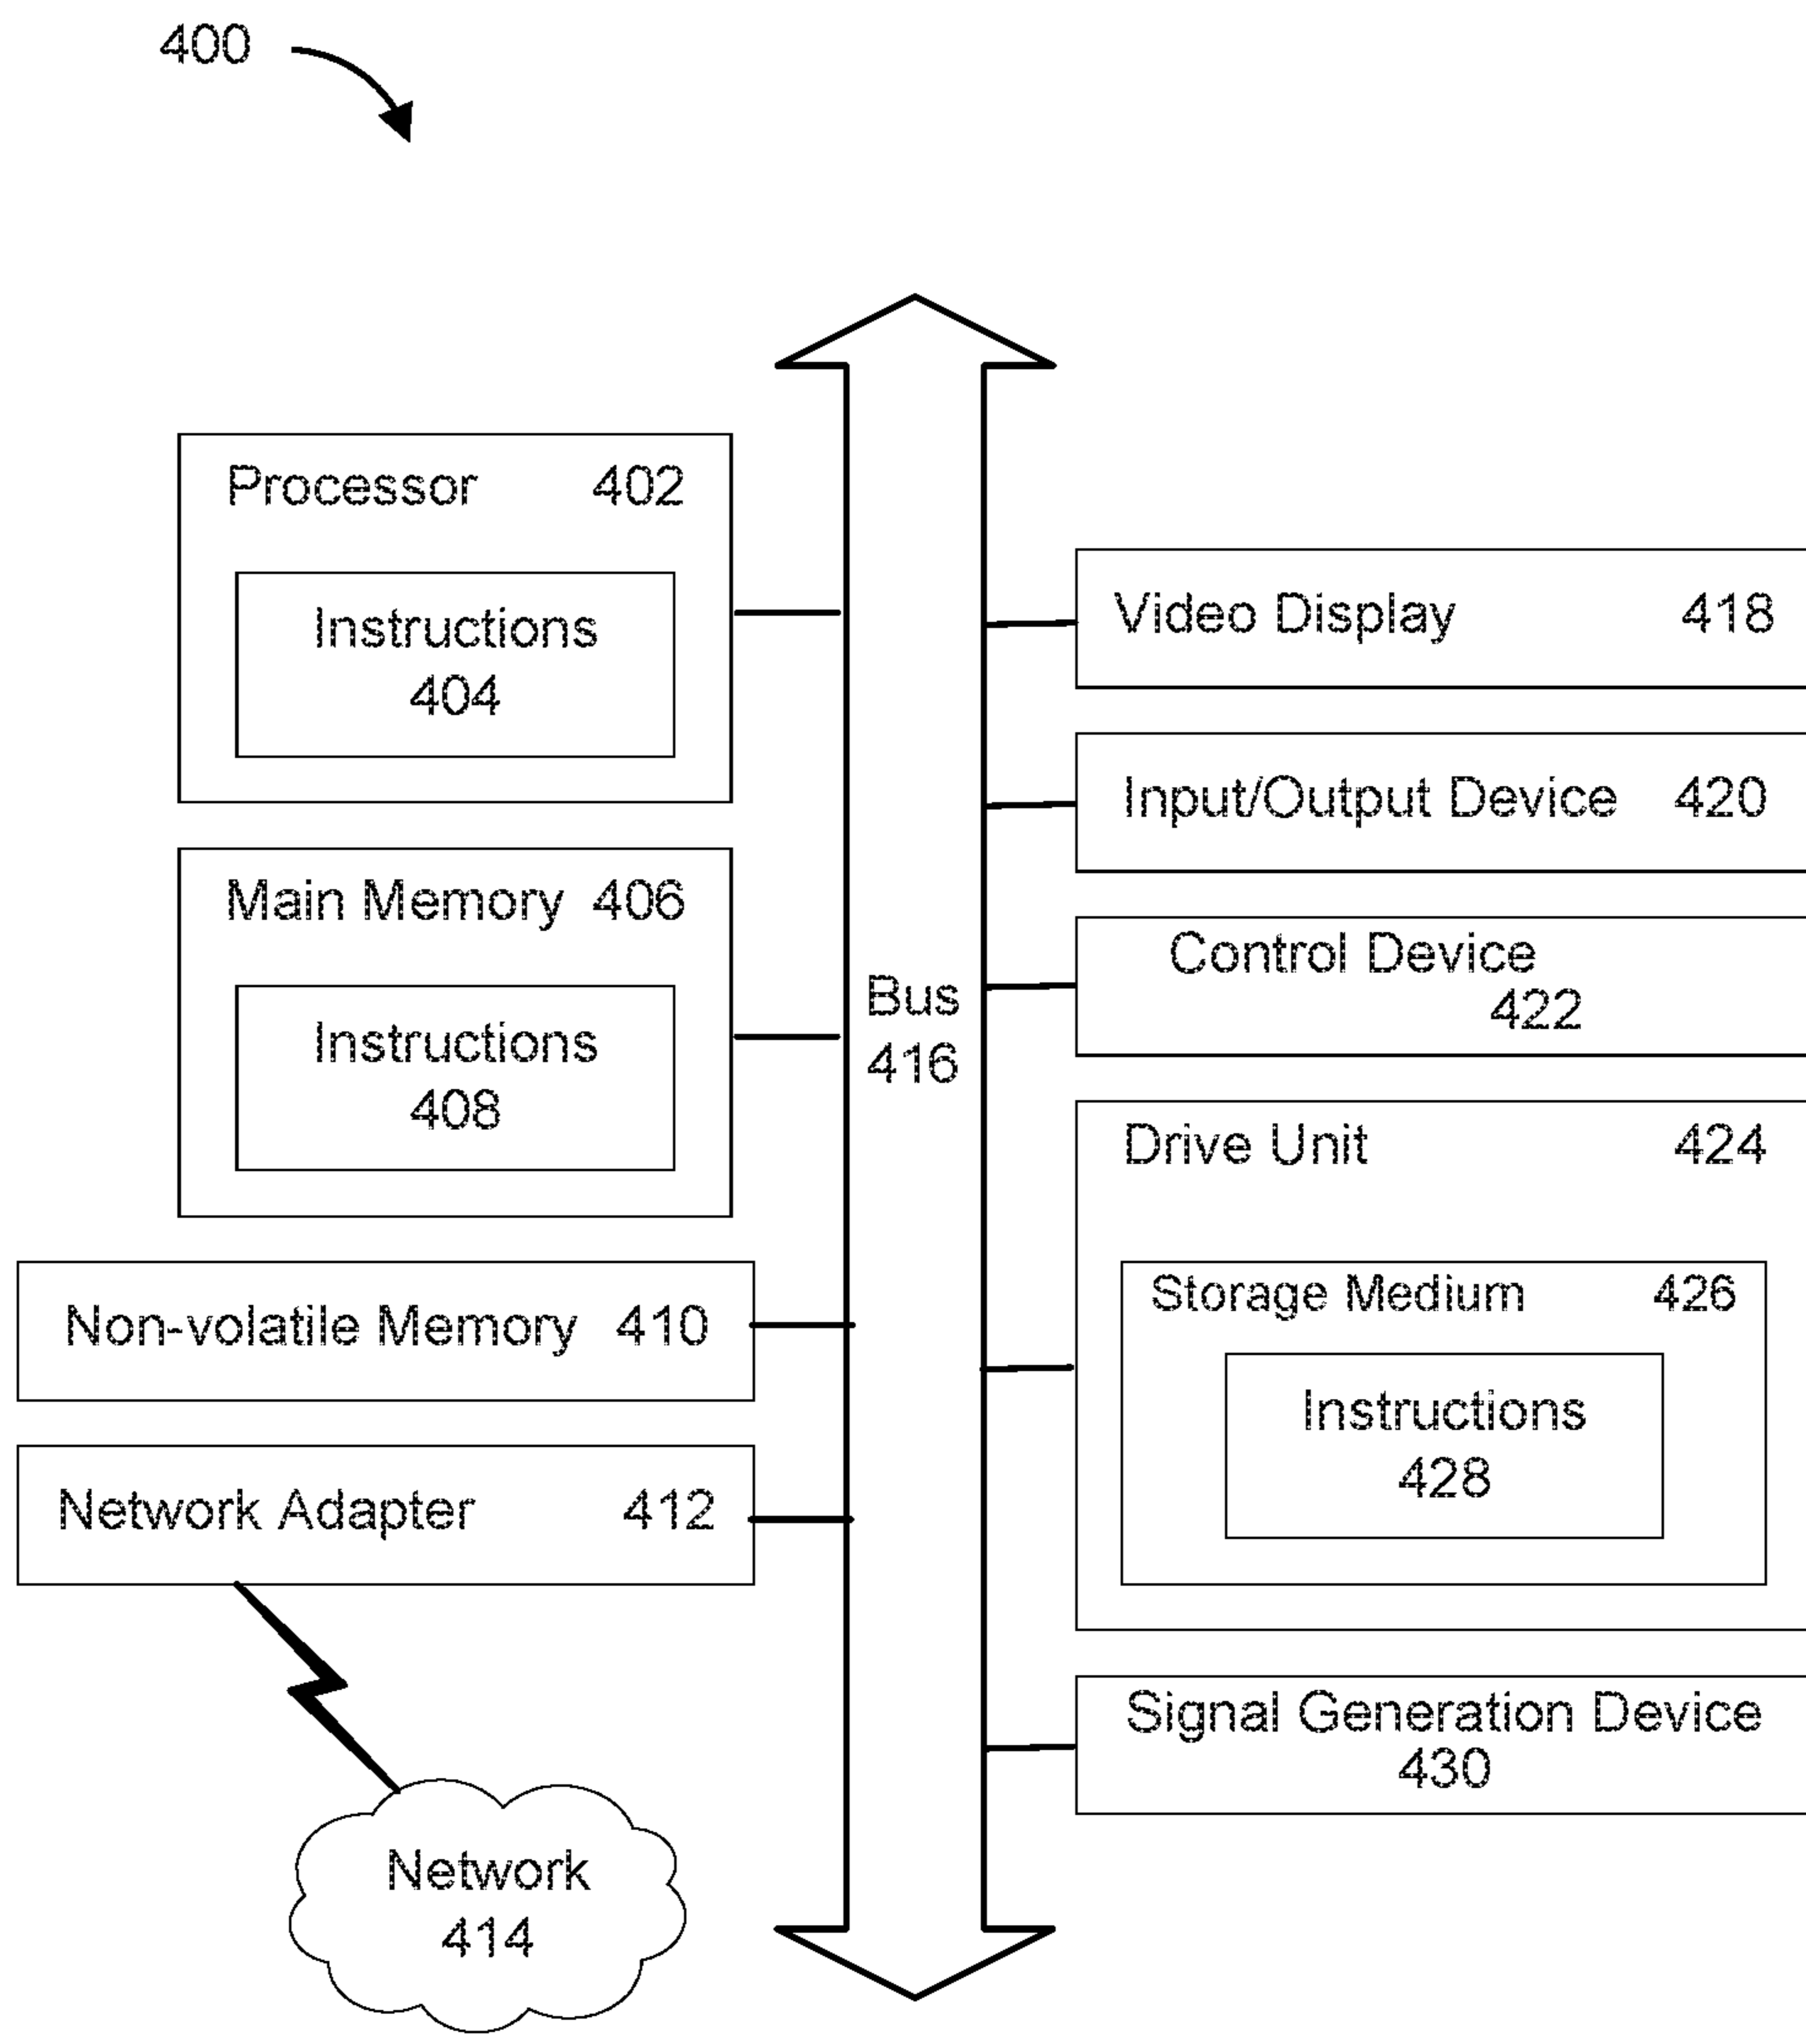 400
Processor 402
Instructions
404
Main Memory 406
Instructions
408
Non-volatile Memory 410
Network Adapter 412
Network
414
Bus
416
Video Display 418
Input/Output Device 420
Control Device
422
Drive Unit 424
Storage Medium 426
Instructions
428
Signal Generation Device
430